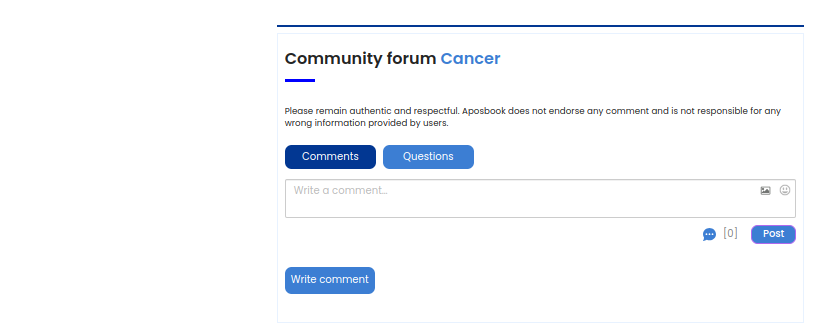 Community forum Cancer
Please remain authentic and respectful. Aposbook does not endorse any comment and is not responsible for any
wrong information provided by users.
Comments Questions
Write a comment...
[0] Post
Write comment